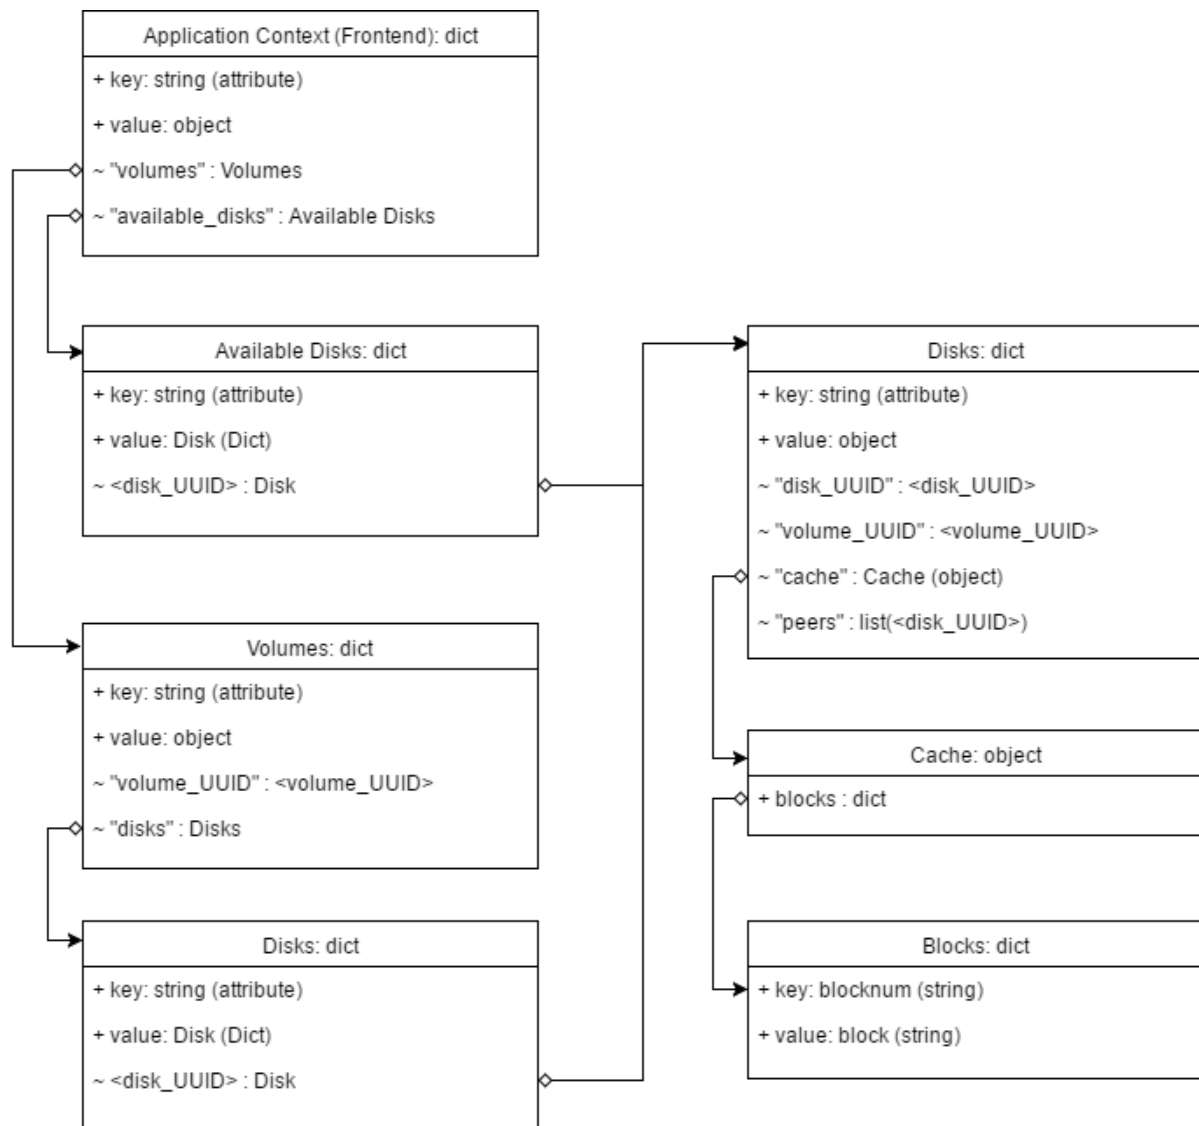 Application Context (Frontend): dict
+ key: string (attribute)
+ value: object
~ "volumes" : Volumes
~ "available_disks" : Available Disks
Available Disks: dict
+ key: string (attribute)
+ value: Disk (Dict)
~ <disk_UUID> : Disk
Volumes: dict
+ key: string (attribute)
+ value: object
~ "volume_UUID" : <volume_UUID>
~ "disks" : Disks
Disks: dict
+ key: string (attribute)
+ value: Disk (Dict)
~ <disk_UUID> : Disk
Disks: dict
+ key: string (attribute)
+ value: object
~ "disk_UUID" : <disk_UUID>
~ "volume_UUID" : <volume_UUID>
~ "cache" : Cache (object)
~ "peers" : list(<disk_UUID>)
Cache: object
+ blocks : dict
Blocks: dict
+ key: blocknum (string)
+ value: block (string)